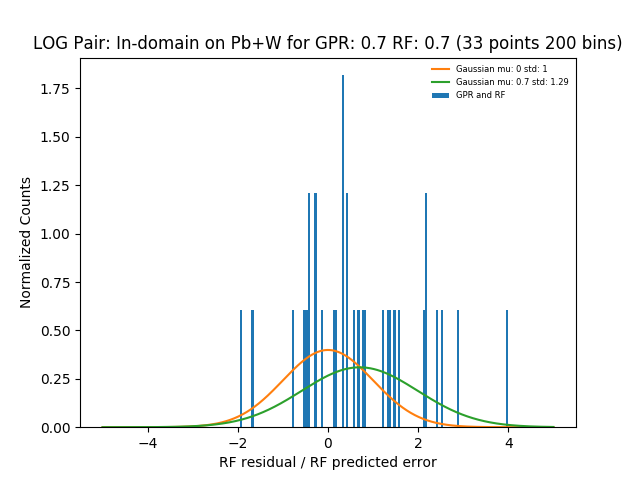 LOG Pair: In-domain on Pb+W for GPR: 0.7 RF: 0.7 (33 points 200 bins)
Gaussian mu: 0 std: 1
Gaussian mu: 0.7 std: 1.29
GPR and RF
Normalized Counts
1.75
1.50
1.25
1.00
0.75
0.50
0.25
0.00
−4
−2
0
2
4
RF residual / RF predicted error